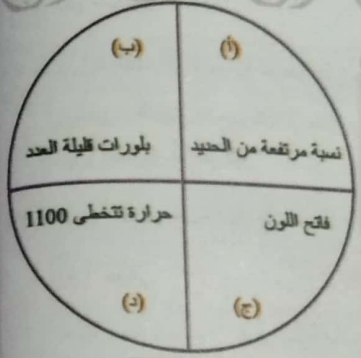 (أ)
نسبة مرتفعة من الحديد
(ب)
بلورات قليلة العدد
فاتح اللون
(ج)
حرارة تتخطى 1100
(د)